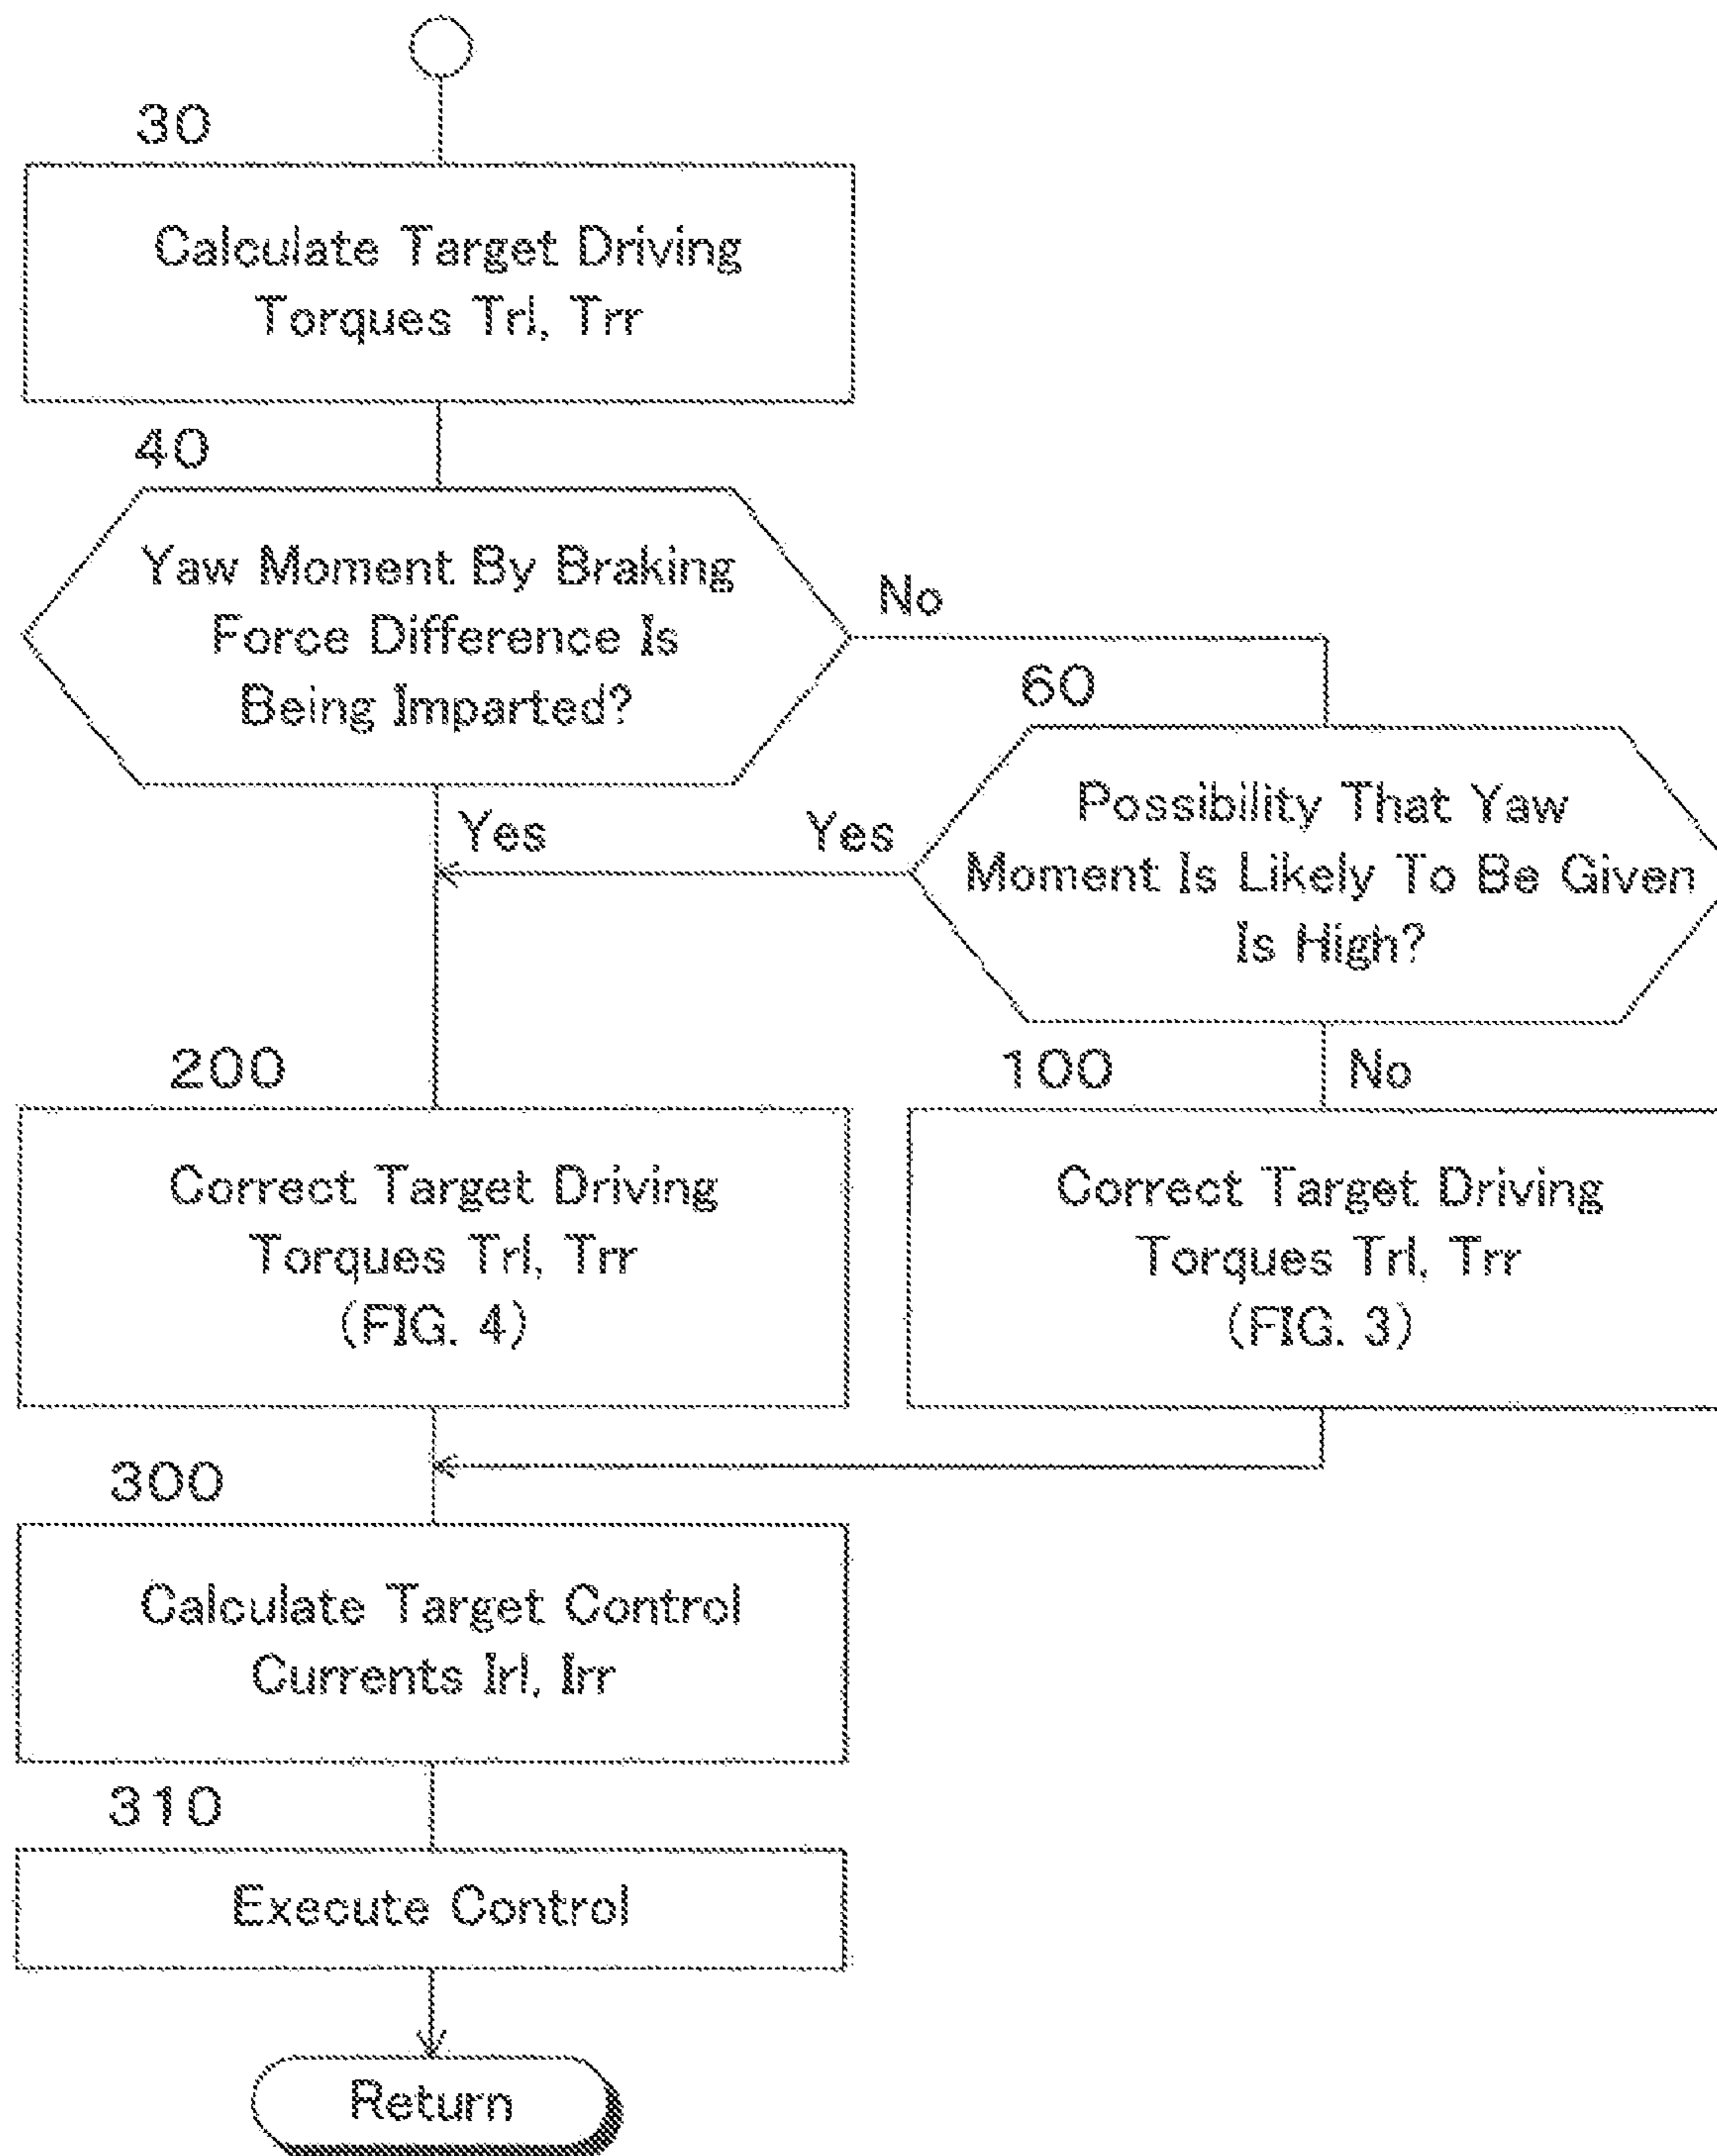 30
Calculate Target Driving
Torques Trl, Trr
40
Yaw Moment By Braking
Force Difference Is
Being Imparted?
No
60
Possibility That Yaw
Moment Is Likely To Be Given
Is High?
Yes
Yes
200
100
No
Correct Target Driving
Torques Trl, Trr
(FIG. 4)
Correct Target Driving
Torques Trl, Trr
(FIG. 3)
300
Calculate Target Control
Currents Irl, Irr
310
Execute Control
Return